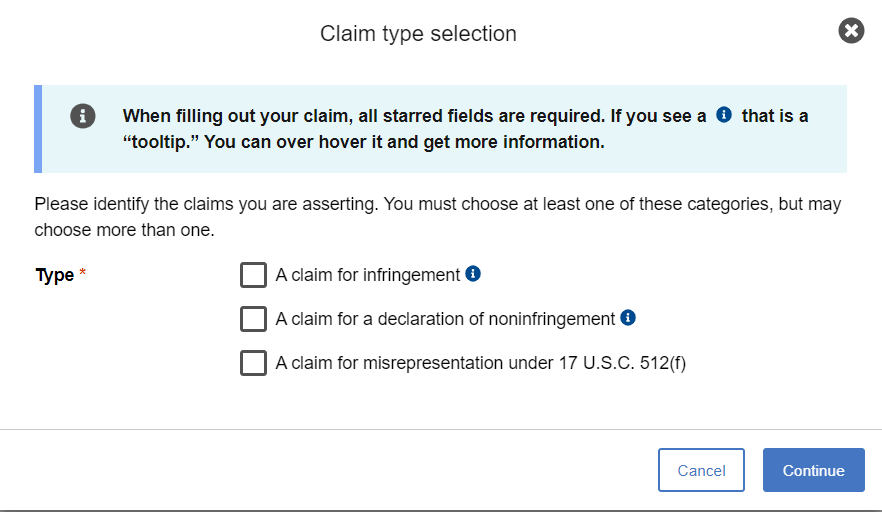 Claim type selection
When filling out your claim, all starred fields are required. If you see a that is a
“tooltip.” You can over hover it and get more information.
Please identify the claims you are asserting. You must choose at least one of these categories, but may
choose more than one.
Type *
A claim for infringement
A claim for a declaration of noninfringement
A claim for misrepresentation under 17 U.S.C. 512(f)
Cancel
Continue